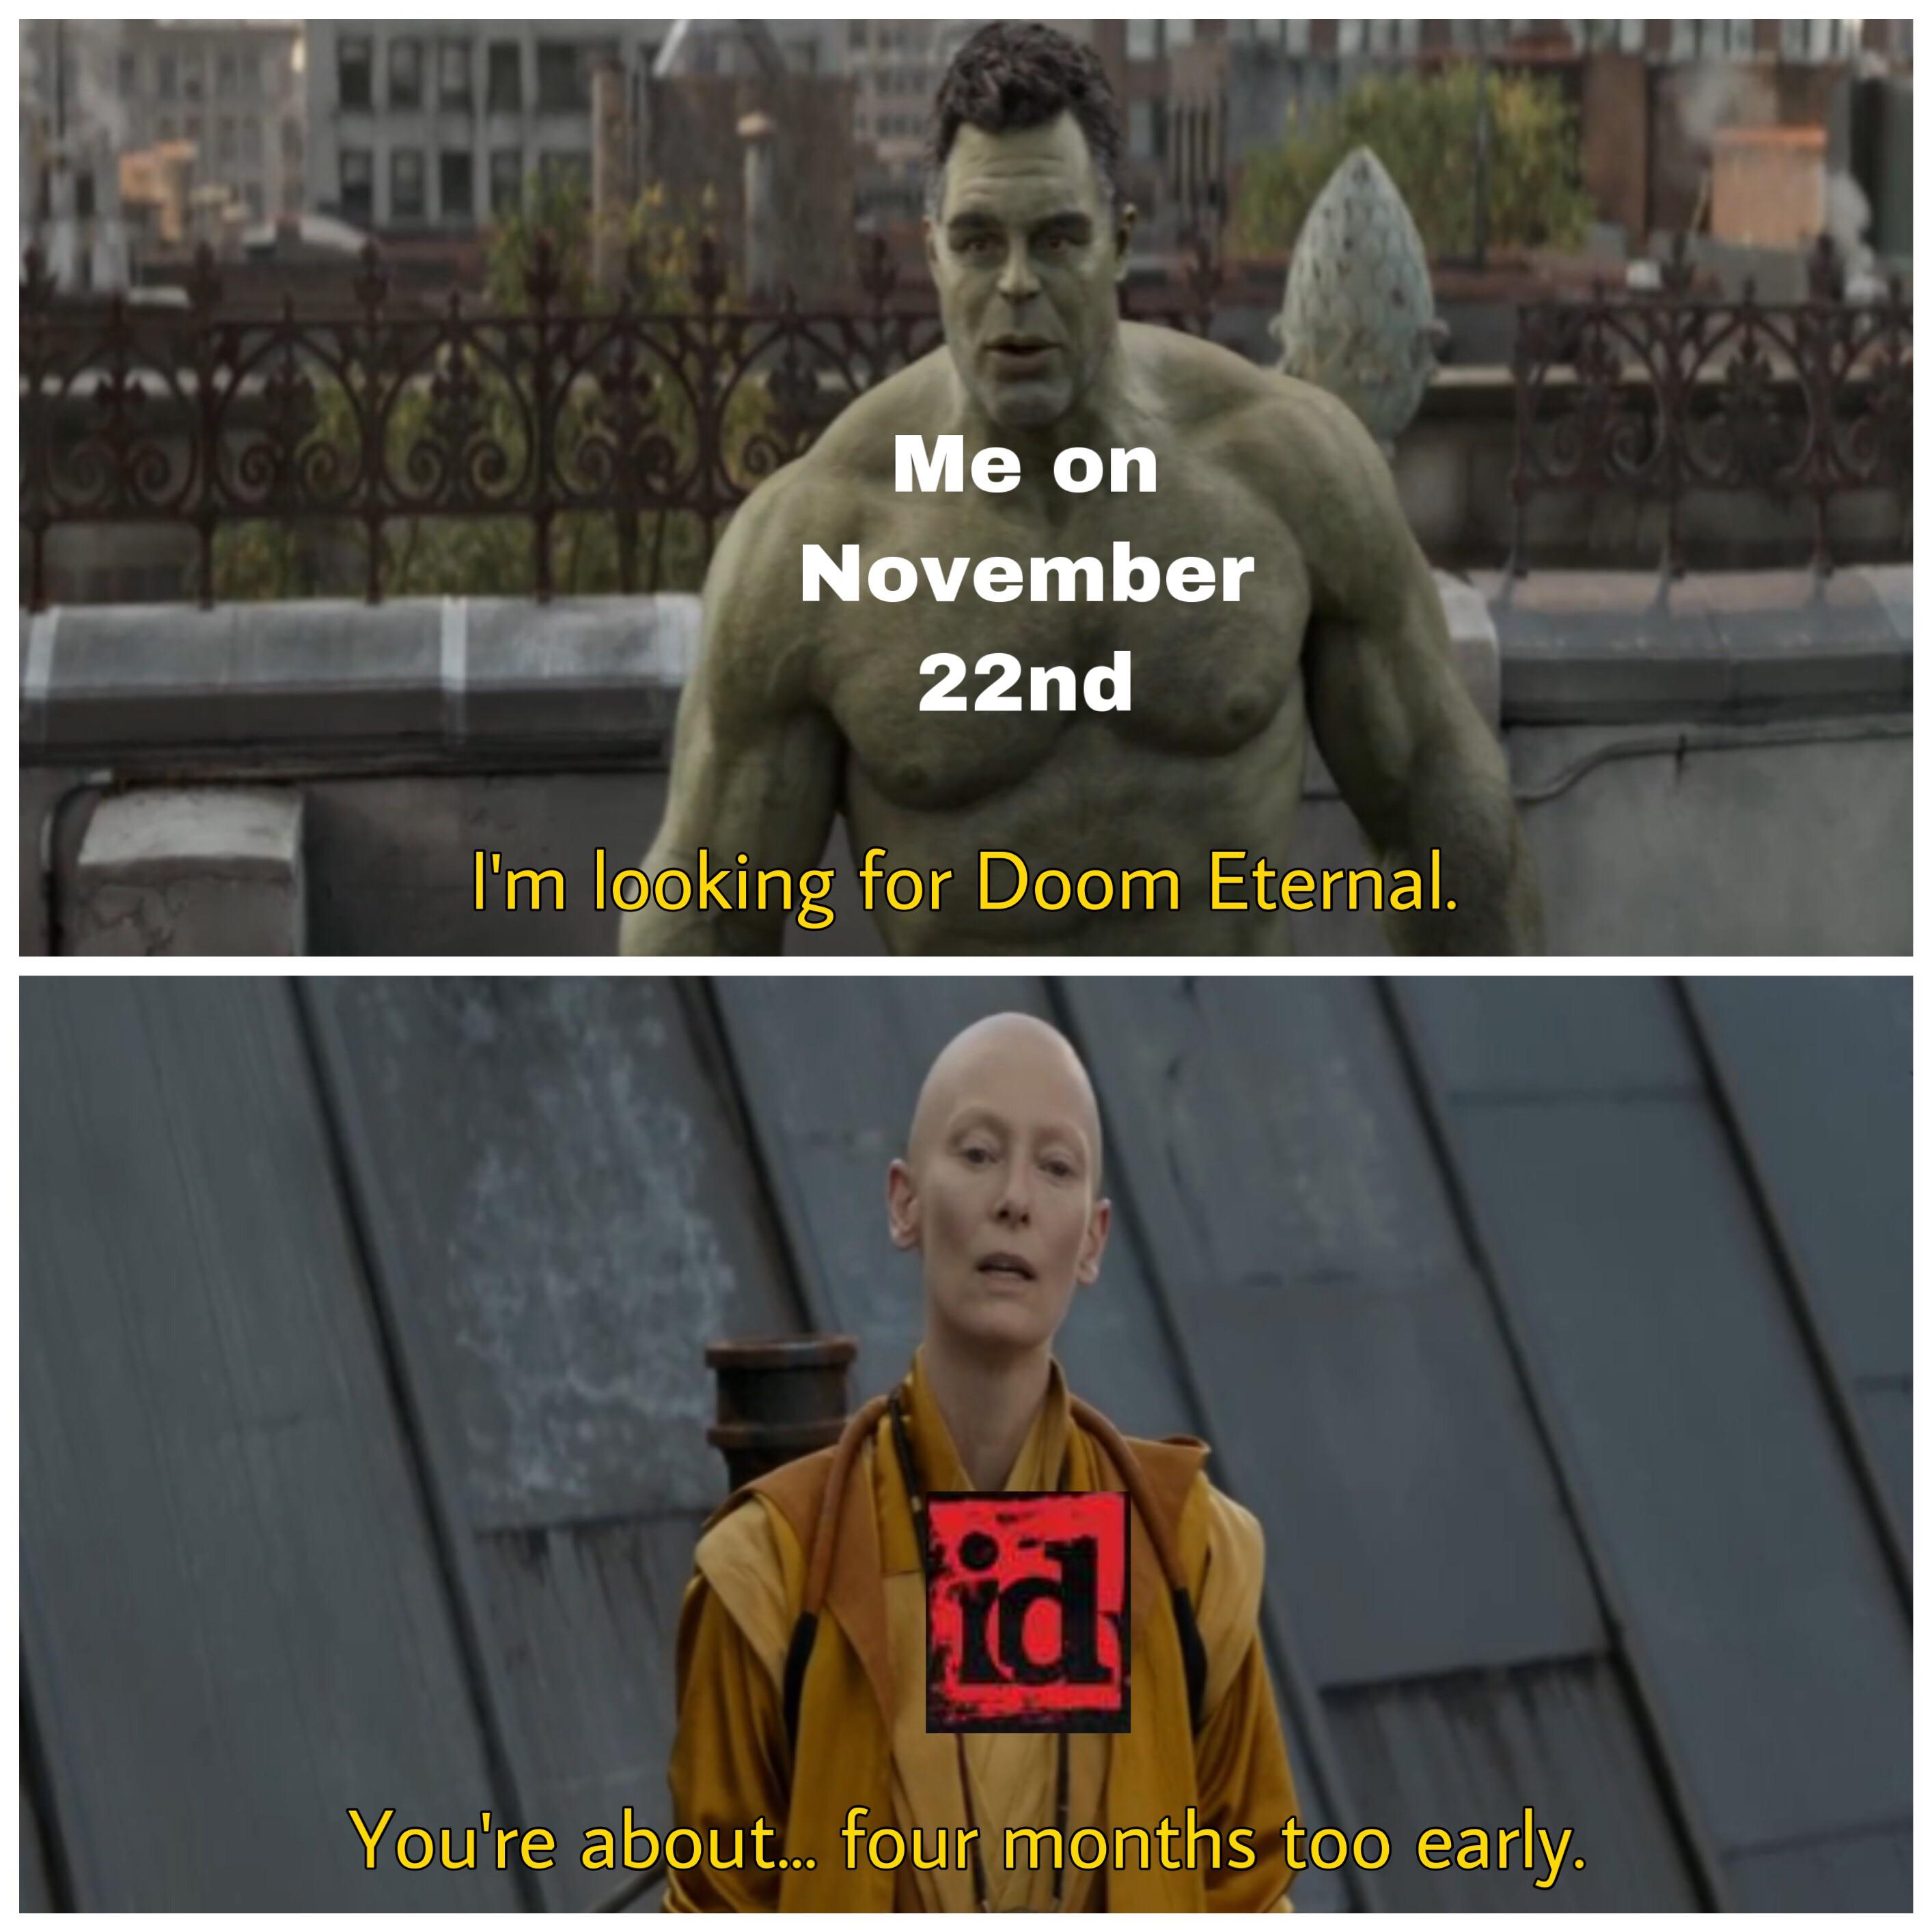 Me on
November
22nd
I'm looking for Doom Eternal.
id
You're about... four months too early.